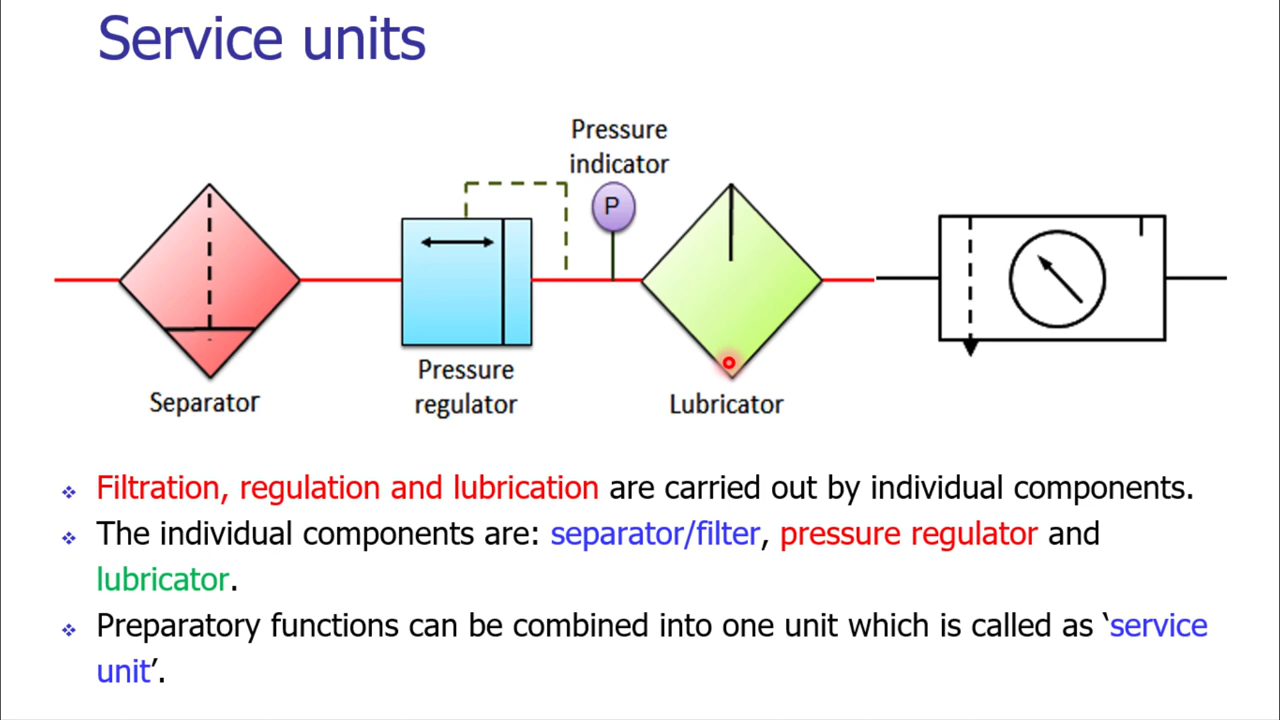 Service units
Pressure
indicator
P
Separator
Pressure
regulator
Lubricator
Filtration, regulation and lubrication are carried out by individual components.
The individual components are: separator/filter, pressure regulator and
lubricator.
Preparatory functions can be combined into one unit which is called as ‘service
unit’.